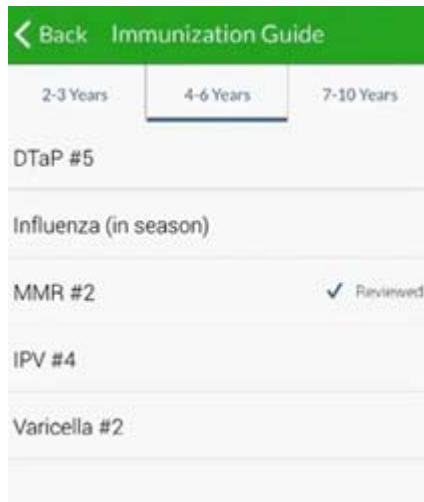 Back Immunization Guide
2-3 Years 4-6 Years 7-10 Years
DTaP #5
Influenza (in season)
MMR #2 Reviewed
IPV #4
Varicella #2